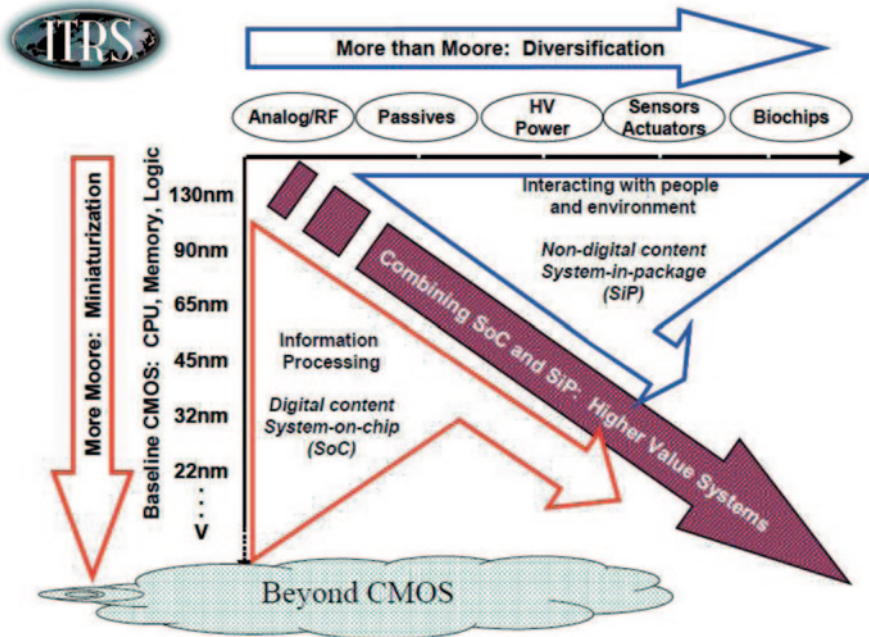 ITRS
More than Moore: Diversification
Analog/RF
Passives
HV
Power
Sensors
Actuators
Biochips
More Moore: Miniaturization
Baseline CMOS: CPU, Memory, Logic
130nm
90nm
65nm
45nm
32nm
22nm
V
Interacting with people
and environment
Non-digital content
System-in-package
(SiP)
Combining SoC and SiP: Higher Value Systems
Information
Processing
Digital content
System-on-chip
(SoC)
Beyond CMOS